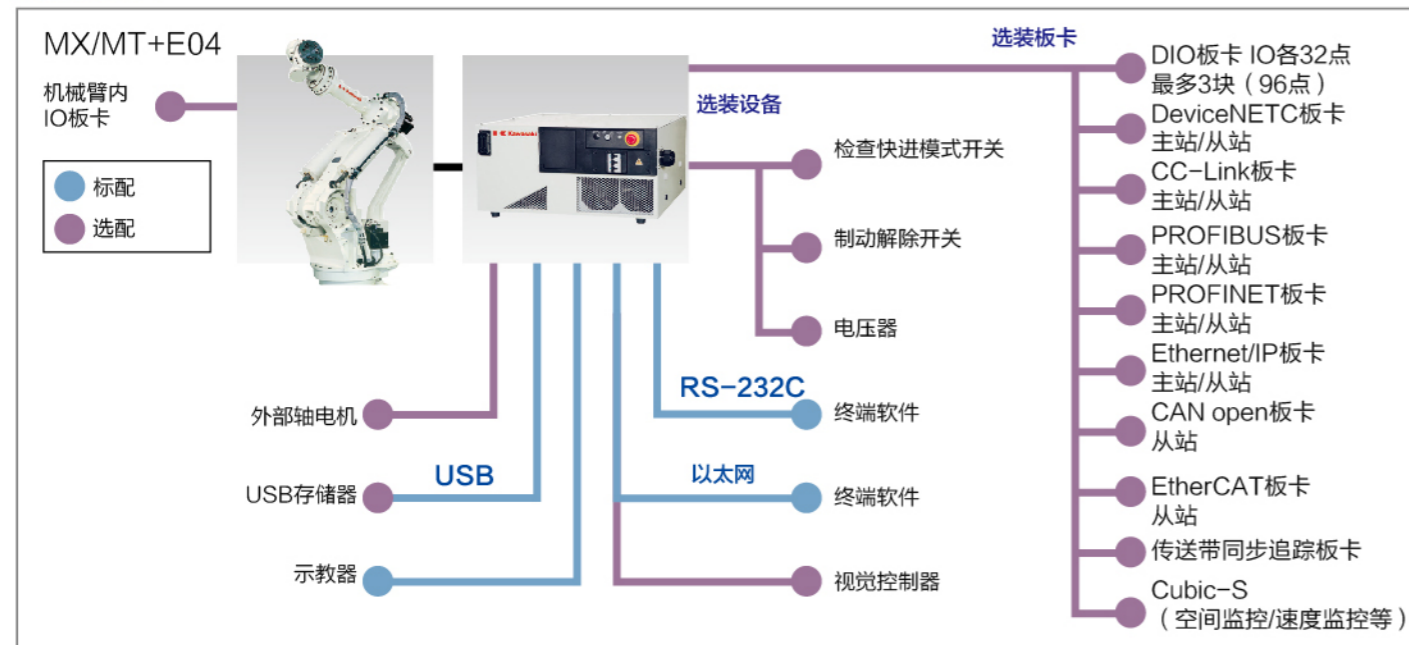 MX/MT+E04
机械臂内
IO板卡
标配
选配
Kawasaki
选装板卡
选装设备
检查快进模式开关
制动解除开关
电压器
RS-232C
终端软件
以太网
终端软件
视觉控制器
外部轴电机
USB
USB存储器
示教器
DIO板卡 IO各32点
最多3块（96点）
DeviceNETC板卡
主站/从站
CC-Link板卡
主站/从站
PROFIBUS板卡
主站/从站
PROFINET板卡
主站/从站
Ethernet/IP板卡
主站/从站
CAN open板卡
从站
EtherCAT板卡
从站
传送带同步追踪板卡
Cubic-S
（空间监控/速度监控等）